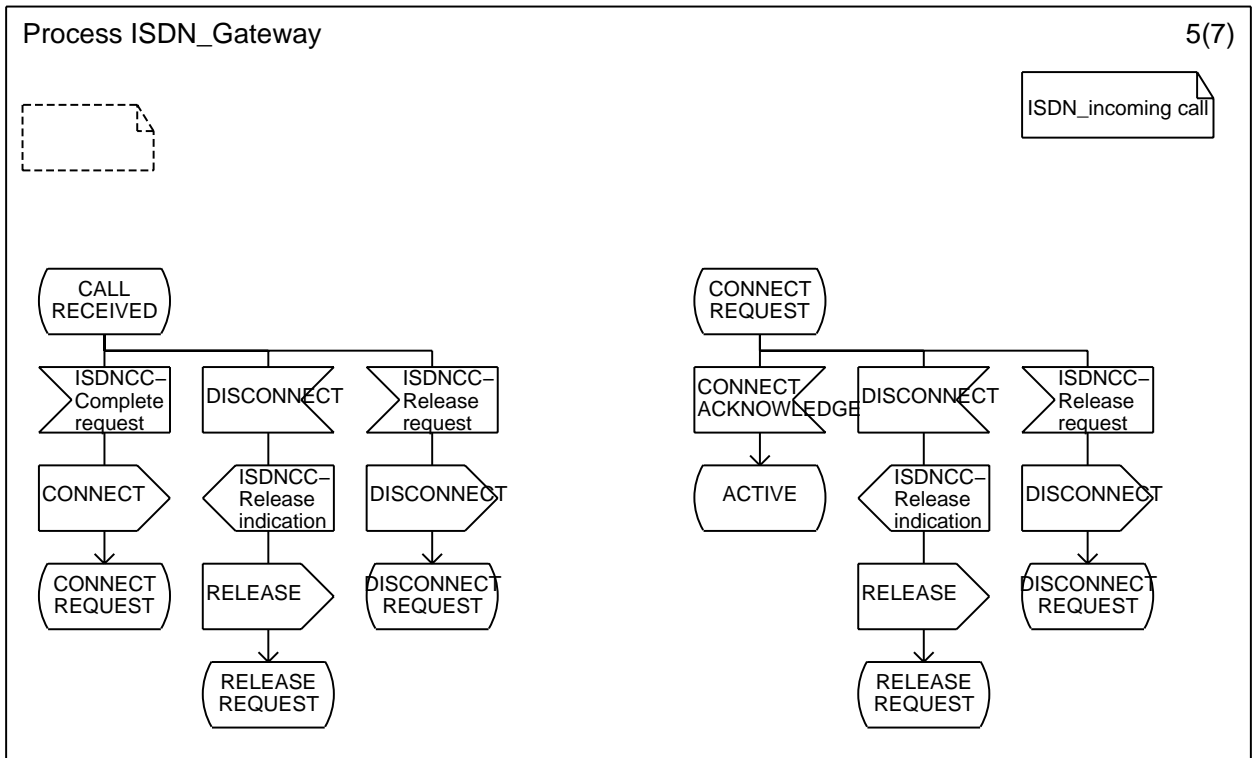 Process ISDN_Gateway
5(7)
ISDN_incoming call
CALL
RECEIVED
ISDNCC–
Complete
request
DISCONNECT
ISDNCC–
Release
request
CONNECT
ISDNCC–
Release
indication
DISCONNECT
CONNECT
REQUEST
RELEASE
DISCONNECT
REQUEST
RELEASE
REQUEST
CONNECT
REQUEST
CONNECT
ACKNOWLEDGE
DISCONNECT
ISDNCC–
Release
request
ACTIVE
ISDNCC–
Release
indication
DISCONNECT
RELEASE
DISCONNECT
REQUEST
RELEASE
REQUEST